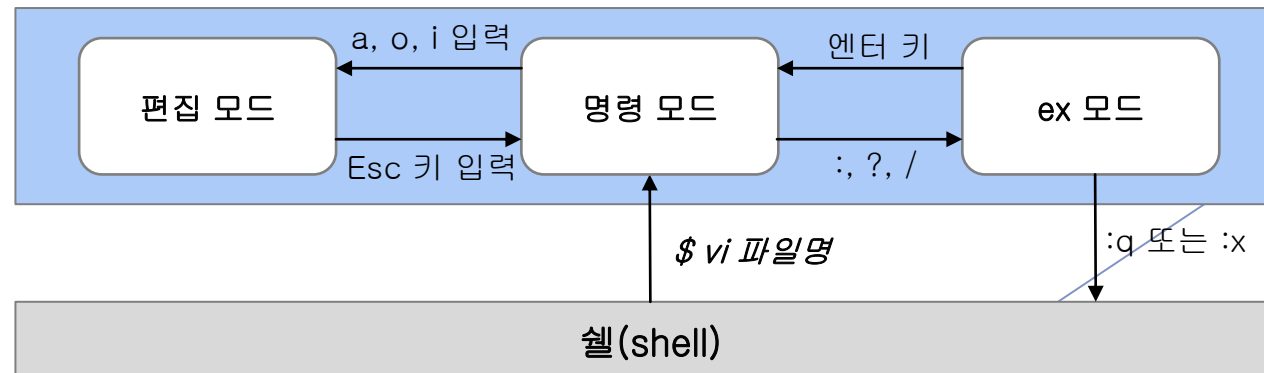 a, o, i 입력
엔터 키
편집 모드
명령 모드
ex 모드
Esc 키 입력
:, ?, /
$ vi 파일명
:q 또는 :x
쉘(shell)